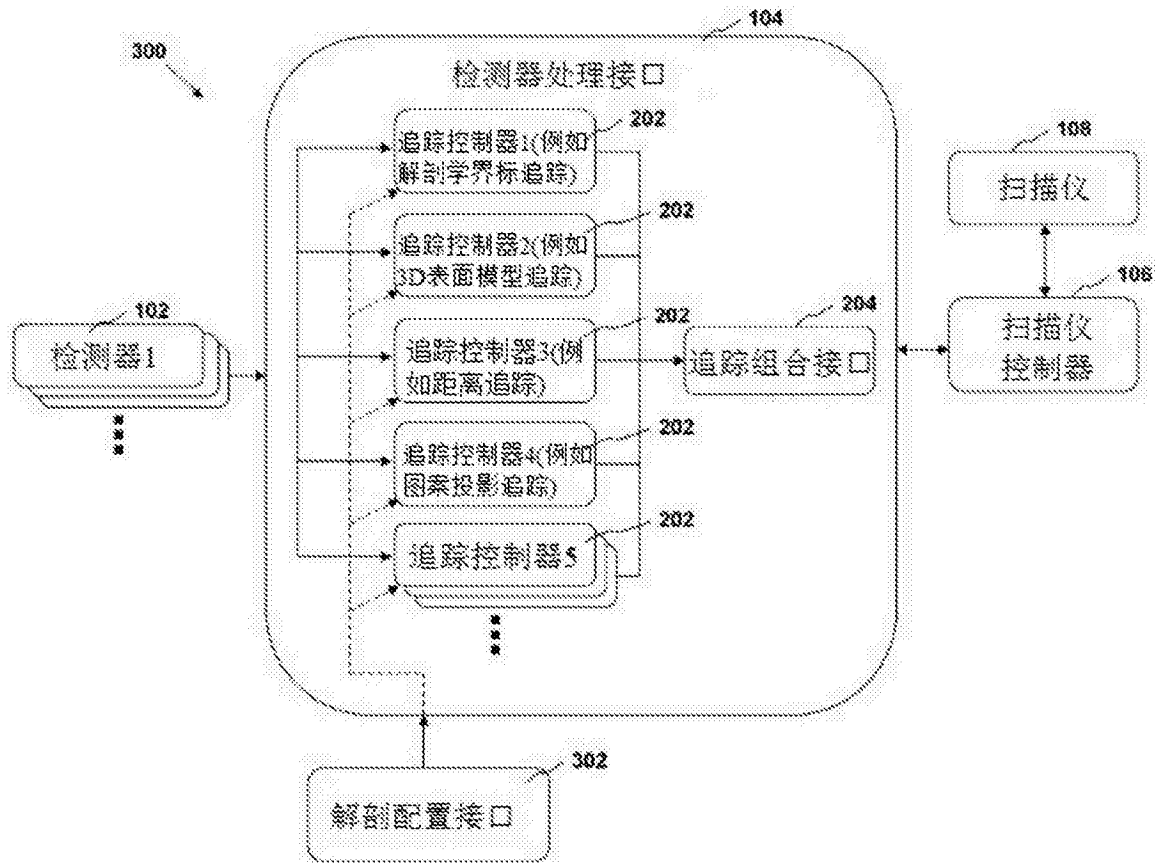 104
300
检测器处理接口
202
追踪控制器1(例如
解剖学界标追踪)
108
扫描仪
202
追踪控制器2(例如
3D表面模型追踪)
106
扫描仪
控制器
102
检测器1
202
追踪控制器3(例
如距离追踪)
204
追踪组合接口
202
追踪控制器4(例如
图案投影追踪)
202
追踪控制器5
302
解剖配置接口